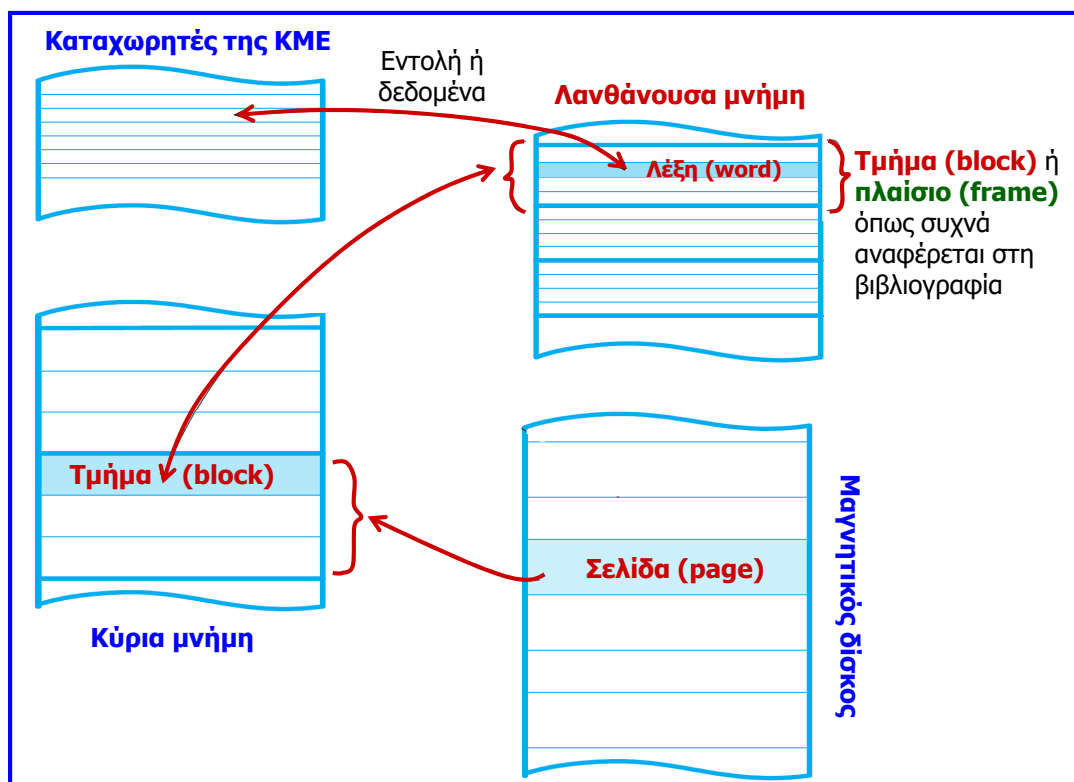 Καταχωρητές της ΚΜΕ
Εντολή ή
δεδομένα
Λανθάνουσα μνήμη
Λέξη (word)
Τμήμα (block) ή
πλαίσιο (frame)
όπως συχνά
αναφέρεται στη
βιβλιογραφία
Τμήμα (block)
Κύρια μνήμη
Σελίδα (page)
Μαγνητικός δίσκος